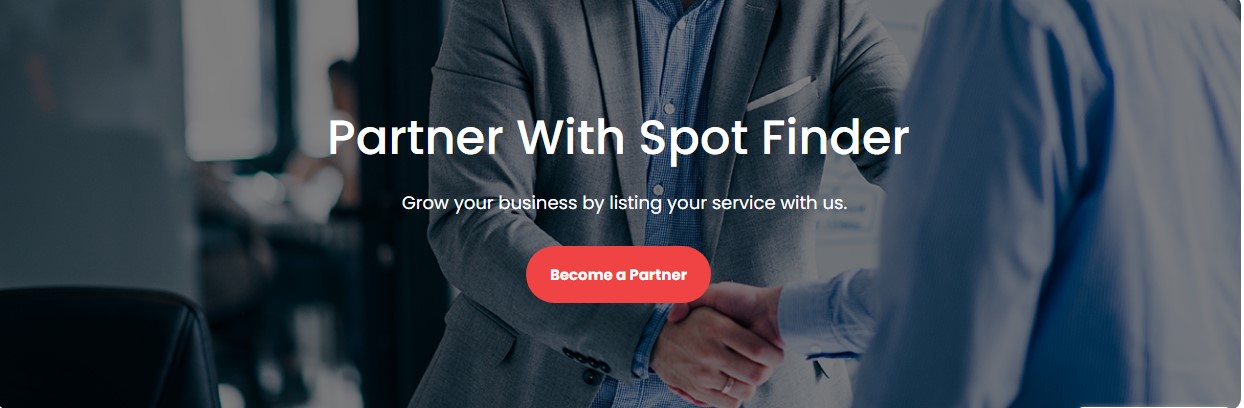 Partner With Spot Finder
Grow your business by listing your service with us.
Become a Partner